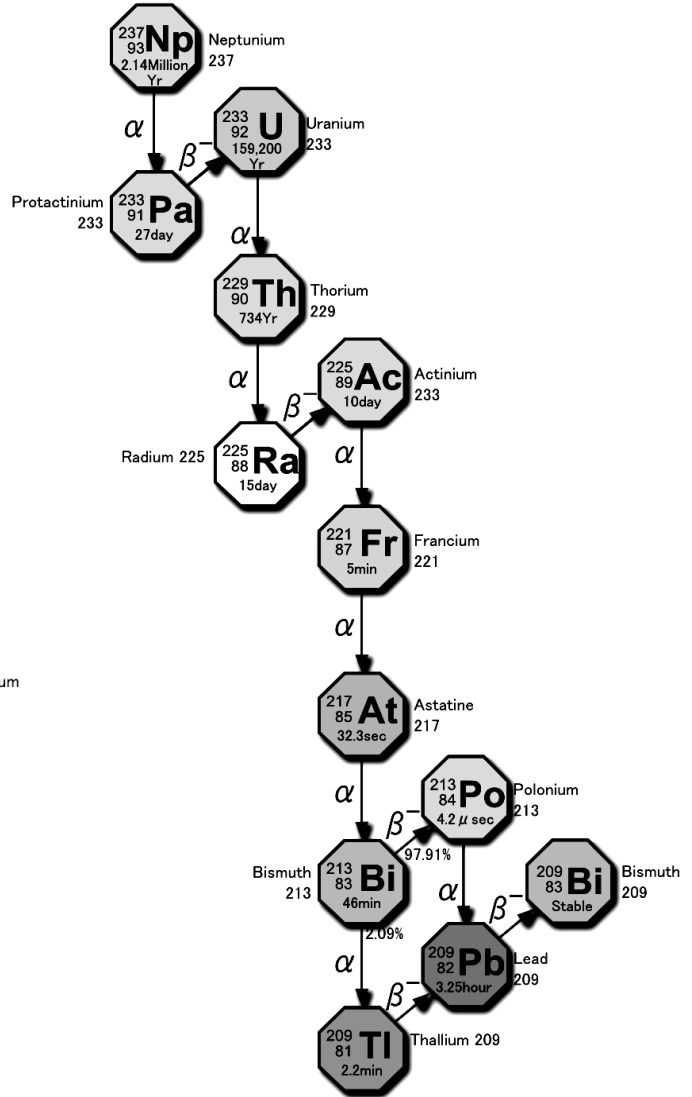 237
93
Np
2.14Million
Yr
Neptunium
237
α
β−
233
92
U
159,200
Yr
Uranium
233
Protactinium
233
233
91
Pa
27day
α
229
90
Th
734Yr
Thorium
229
α
β−
225
89
Ac
10day
Actinium
233
Radium 225
225
88
Ra
15day
α
221
87
Fr
5min
Francium
221
α
um
217
85
At
32.3sec
Astatine
217
α
β−
97.91%
213
84
Po
4.2 μ sec
Polonium
213
Bismuth
213
213
83
Bi
46min
2.09%
α
β−
209
83
Bi
Stable
Bismuth
209
α
β−
209
82
Pb
3.25hour
Lead
209
209
81
Tl
2.2min
Thallium 209